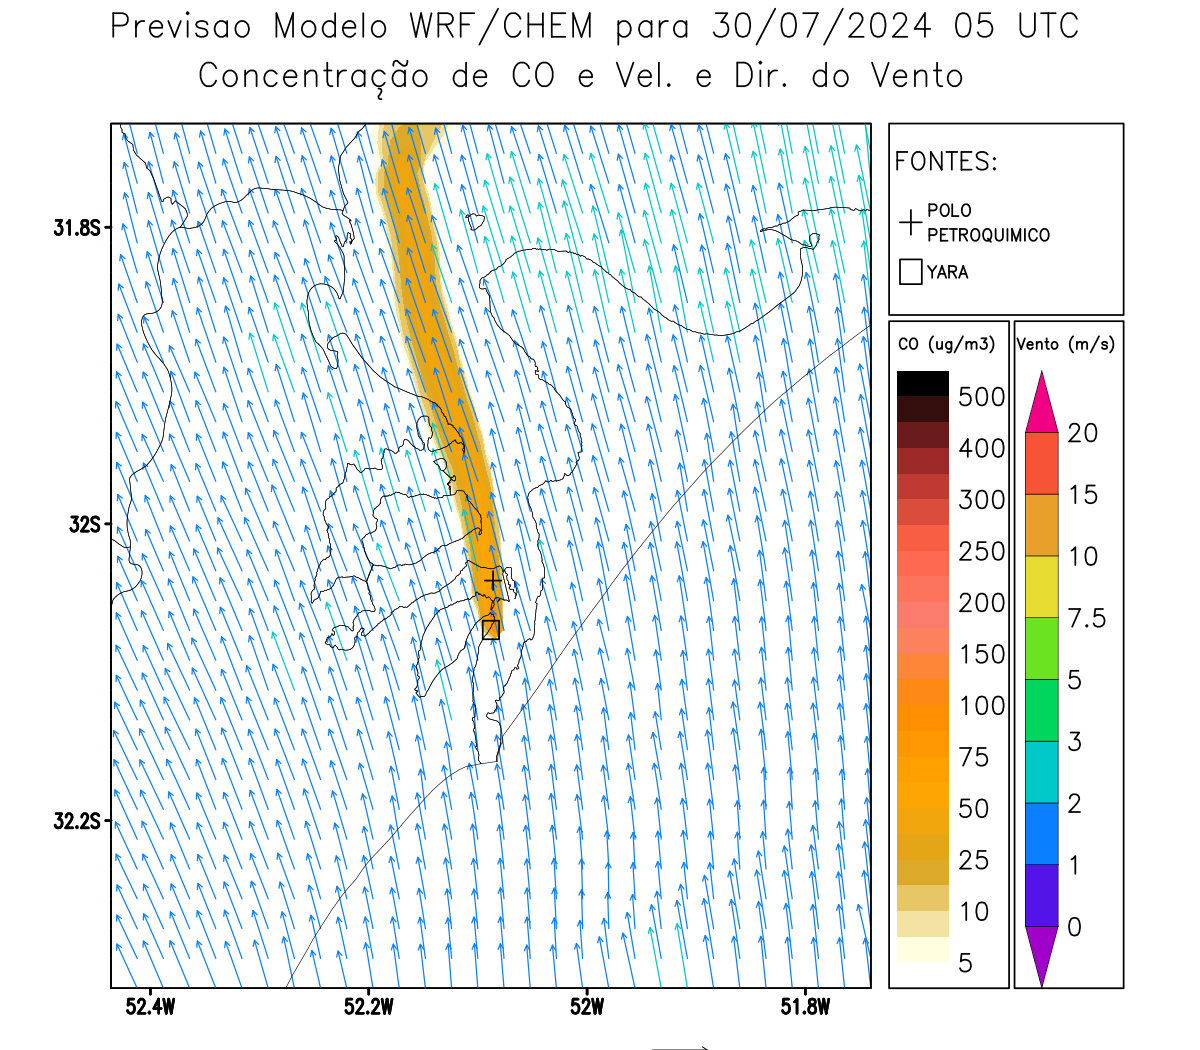 Previsao Modelo WRF/CHEM para 30/07/2024 05 UTC
Concentração de CO e Vel. e Dir. do Vento
FONTES:
POLO
PETROQUIMICO
YARA
CO (ug/m3)
500
400
300
250
200
150
100
75
50
25
10
5
Vento (m/s)
20
15
10
7.5
5
3
2
1
0
31.8S
32S
32.2S
52.4W
52.2W
52W
51.8W